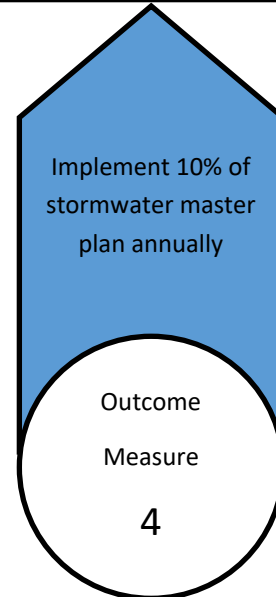 Implement 10% of
stormwater master
plan annually
Outcome
Measure
4